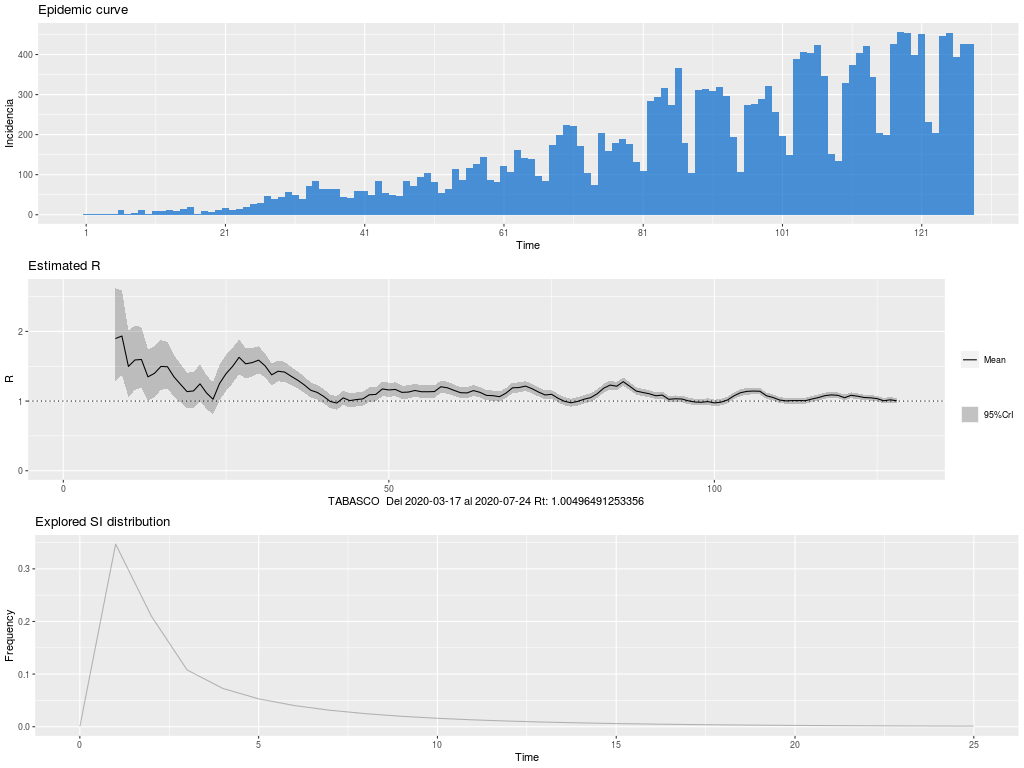 Epidemic curve
400
300
200
100
0
Incidencia
1 21 41 61 81 101 121
Time
Estimated R
2
1
0
R
0 50 100
TABASCO Del 2020-03-17 al 2020-07-24 Rt: 1.00496491253356
Mean
95%CrI
Explored SI distribution
0.3
0.2
0.1
0.0
Frequency
0 5 10 15 20 25
Time